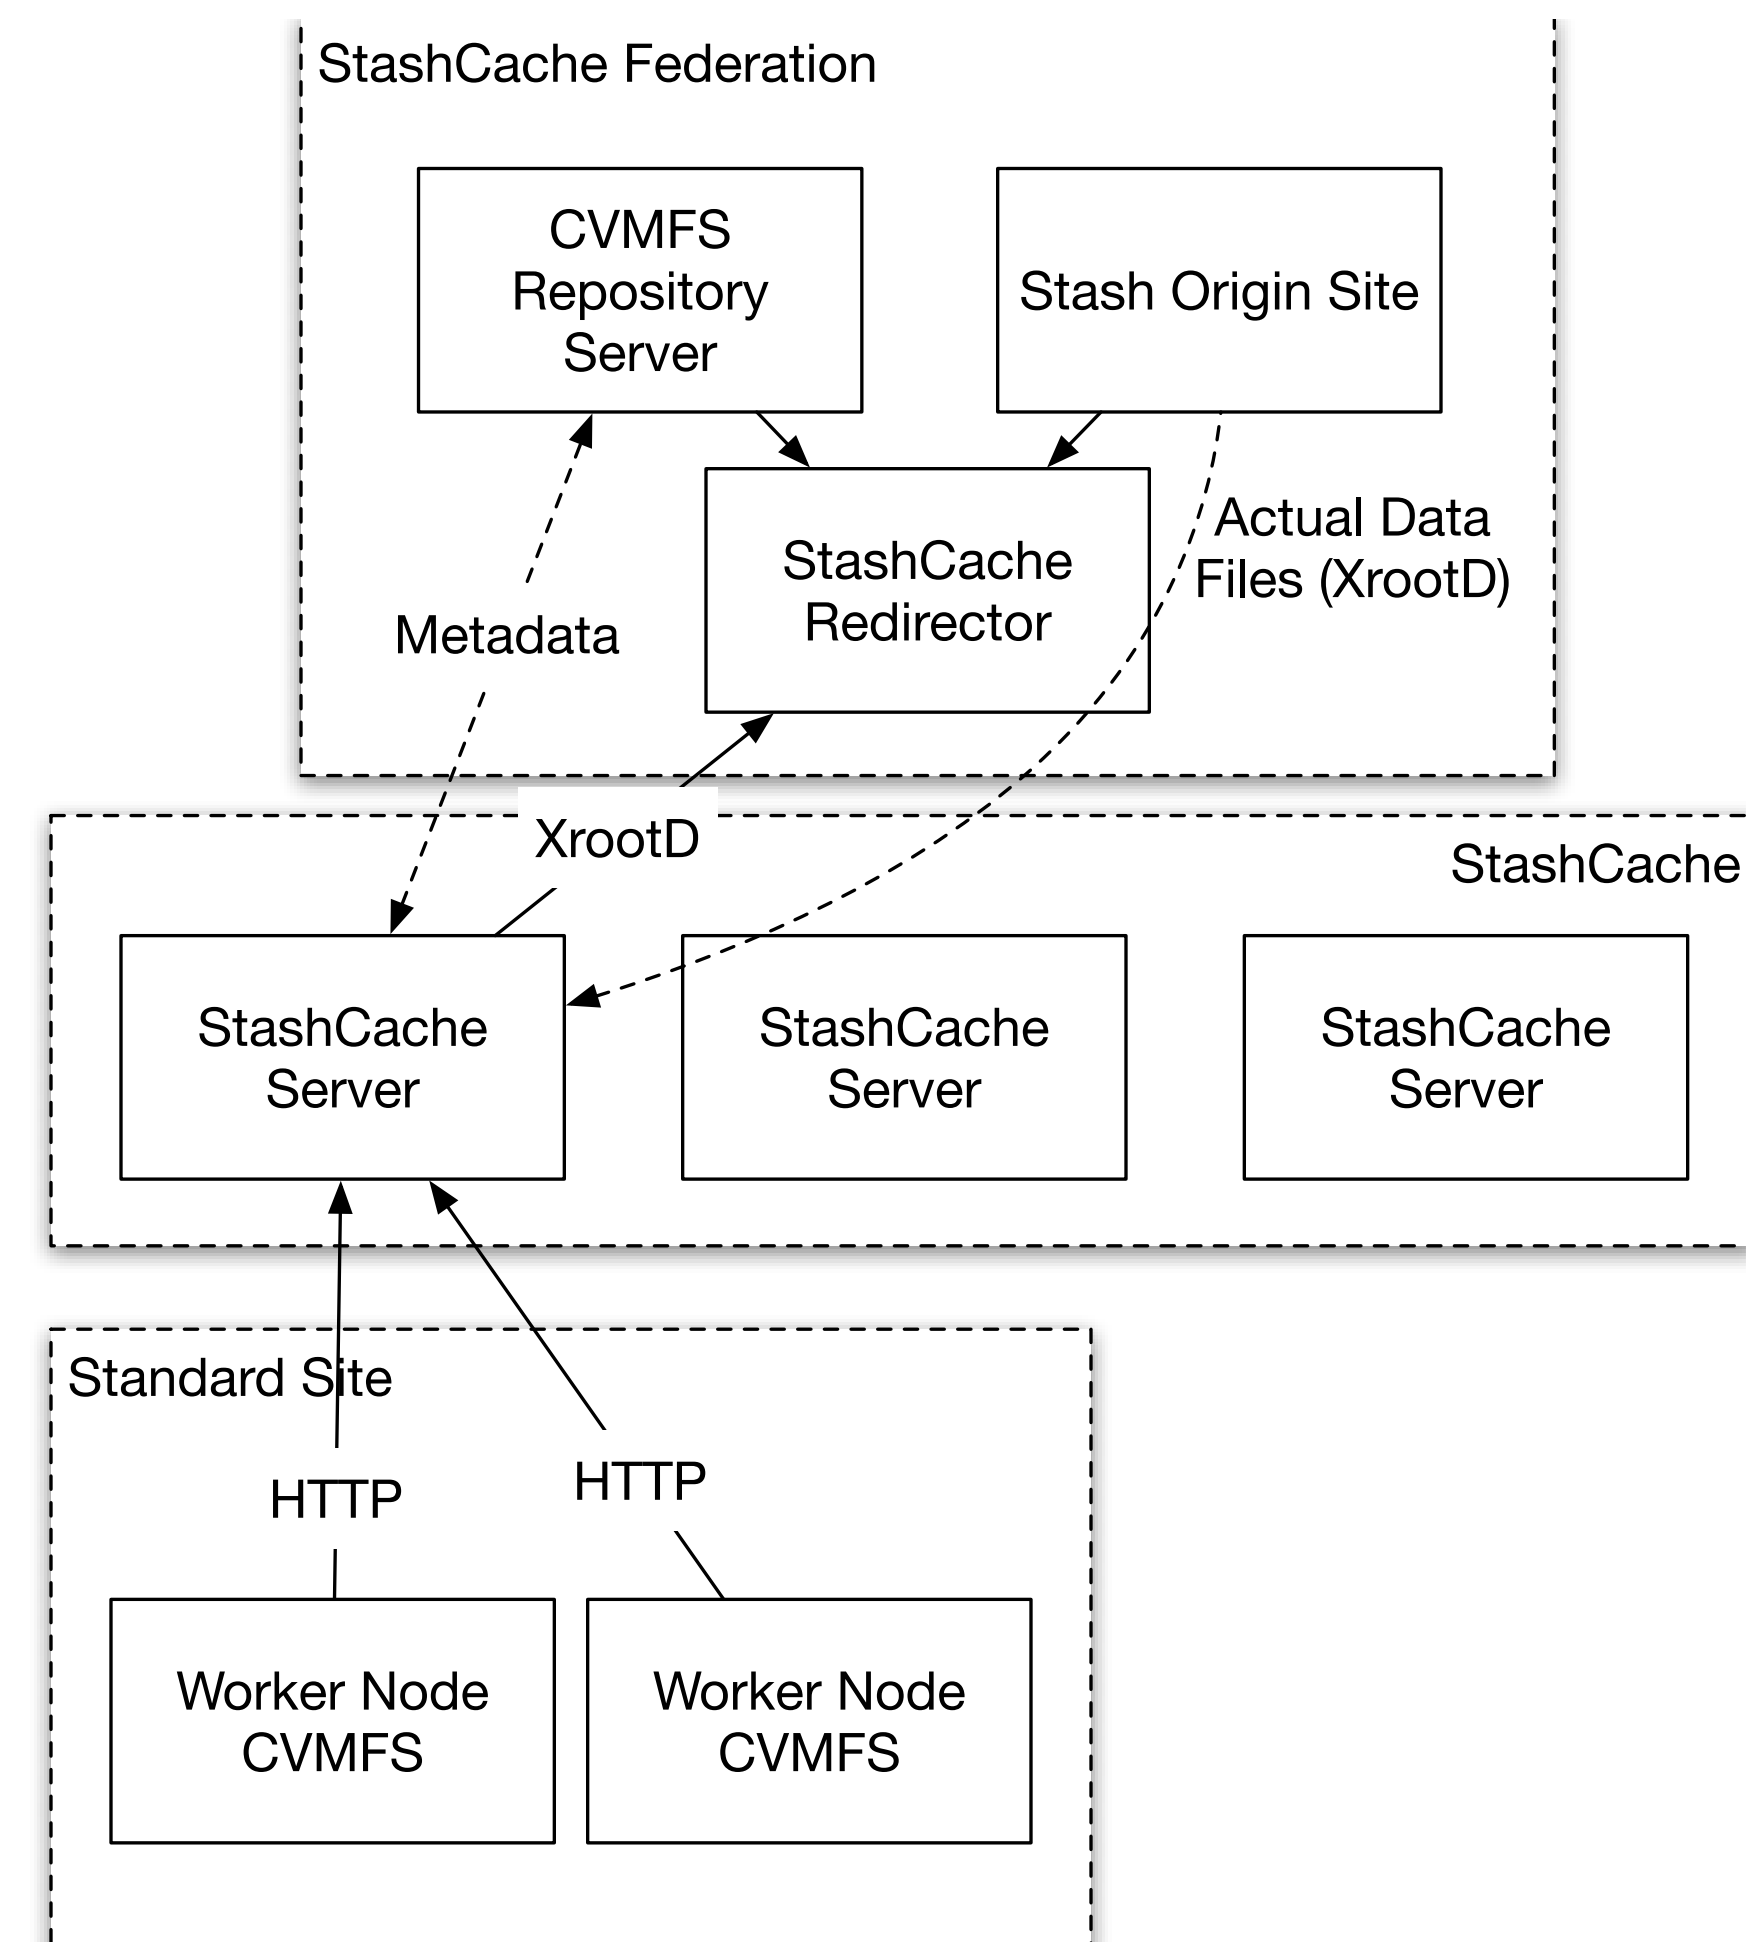 StashCache Federation
CVMFS
Repository
Server
Stash Origin Site
StashCache
Redirector
Actual Data
Files (XrootD)
Metadata
XrootD
StashCache
StashCache
Server
StashCache
Server
StashCache
Server
Standard Site
HTTP
HTTP
Worker Node
CVMFS
Worker Node
CVMFS